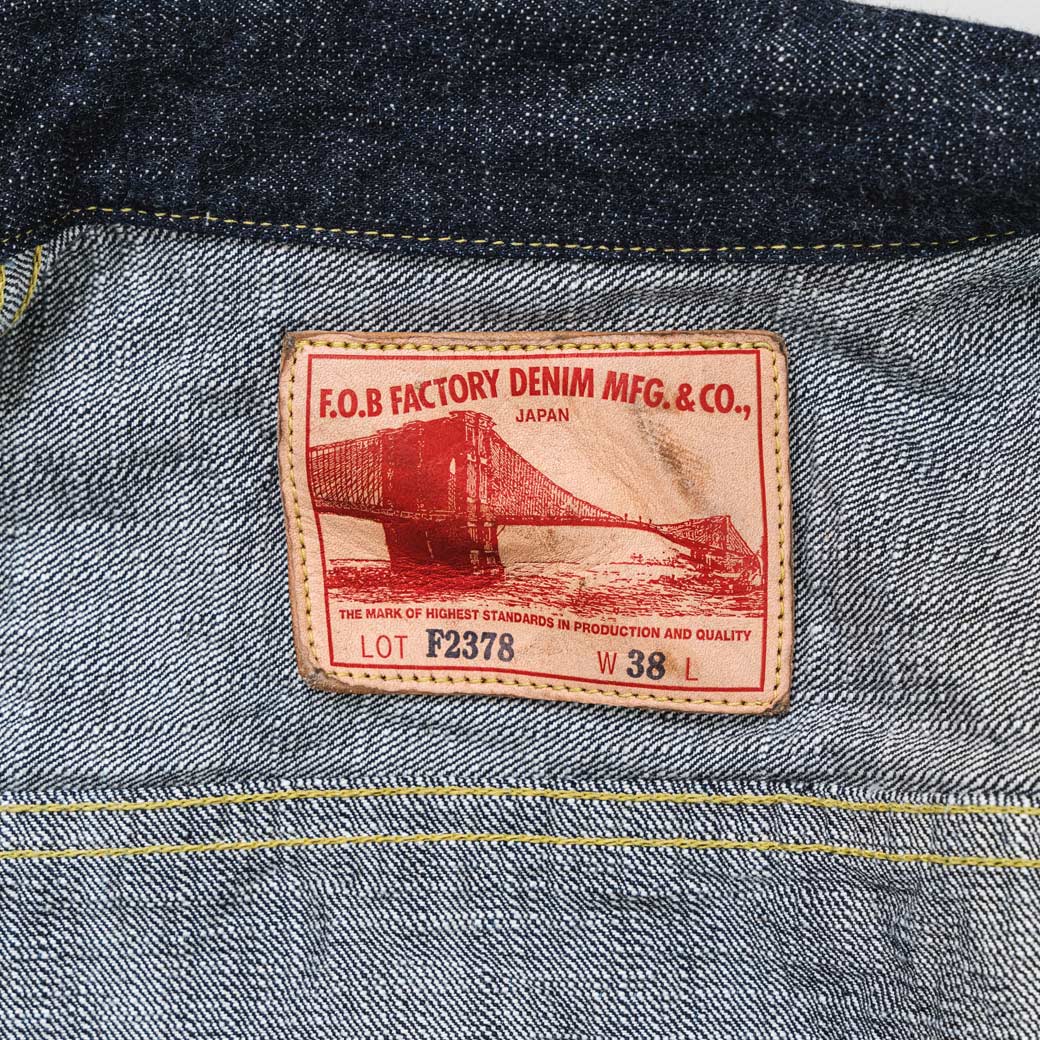 F.O.B FACTORY DENIM MFG. & CO.,
JAPAN
THE MARK OF HIGHEST STANDARDS IN PRODUCTION AND QUALITY
LOT F2378 W 38 L